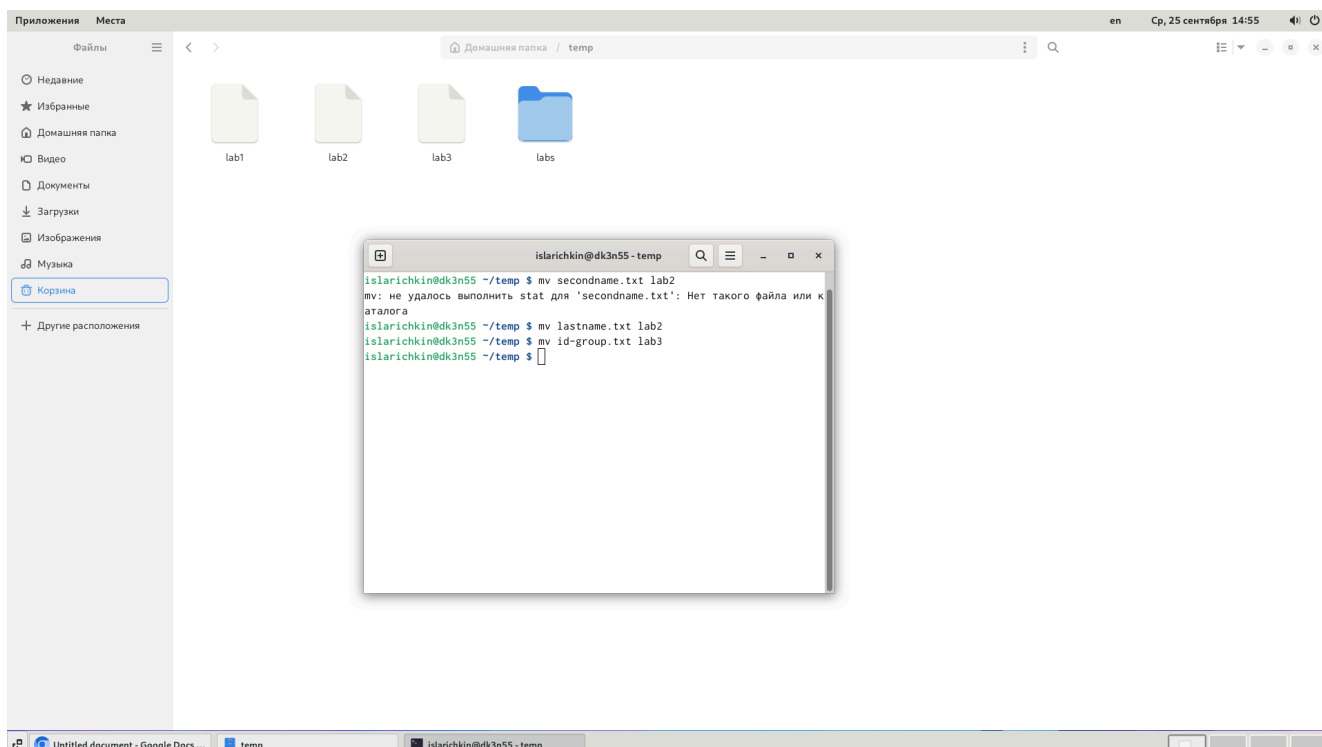 Приложения Места
en Ср, 25 сентября 14:55
Файлы
Домашняя папка / temp
Недавние
Избранные
Домашняя папка
Видео
Документы
Загрузки
Изображения
Музыка
Корзина
+ Другие расположения
lab1 lab2 lab3 labs
islarichkin@dk3n55 - temp
islarichkin@dk3n55 ~/temp $ mv secondname.txt lab2
mv: не удалось выполнить stat для 'secondname.txt': Нет такого файла или к
аталога
islarichkin@dk3n55 ~/temp $ mv lastname.txt lab2
islarichkin@dk3n55 ~/temp $ mv id-group.txt lab3
islarichkin@dk3n55 ~/temp $
Untitled document - Google Docs ... temp islarichkin@dk3n55 - temp